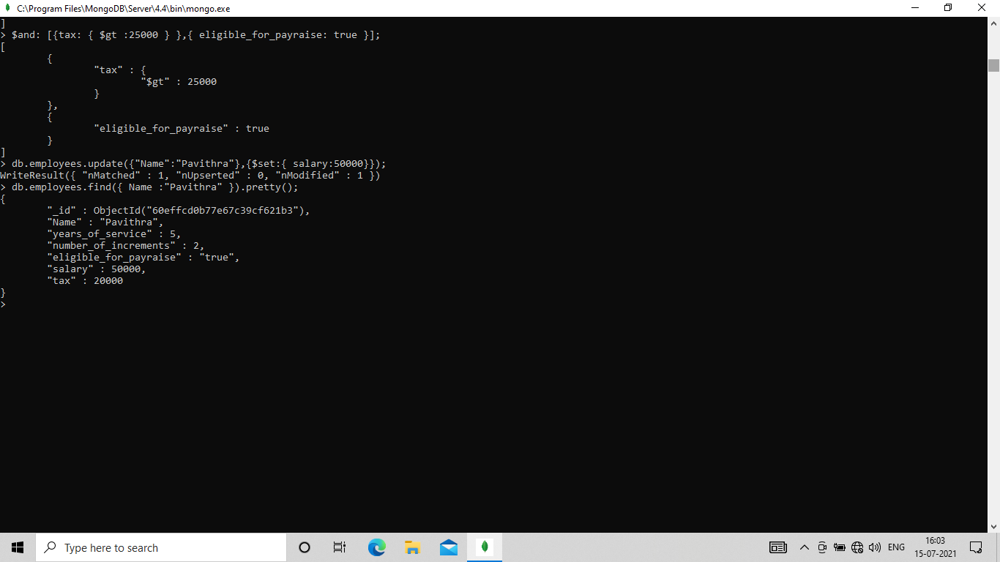 C:\Program Files\MongoDB\Server\4.4\bin\mongo.exe
]
> $and: [{tax: { $gt :25000 } },{ eligible_for_payraise: true }];
[
        {
                "tax" : {
                        "$gt" : 25000
                }
        },
        {
                "eligible_for_payraise" : true
        }
]
> db.employees.update({"Name":"Pavithra"},{$set:{ salary:50000}});
WriteResult({ "nMatched" : 1, "nUpserted" : 0, "nModified" : 1 })
> db.employees.find({ Name :"Pavithra" }).pretty();
{
        "_id" : ObjectId("60effcd0b77e67c39cf621b3"),
        "Name" : "Pavithra",
        "years_of_service" : 5,
        "number_of_increments" : 2,
        "eligible_for_payraise" : "true",
        "salary" : 50000,
        "tax" : 20000
}
>
Type here to search
ENG
16:03
15-07-2021